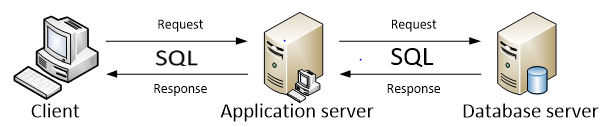 Request
Request
SQL
SQL
Response
Response
Client
Application server
Database server